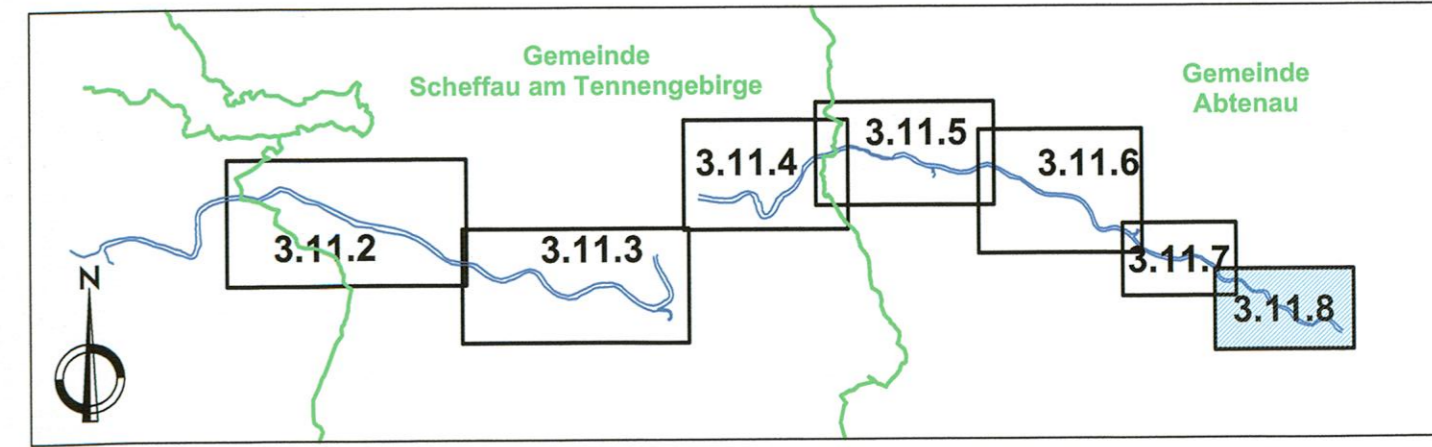 Gemeinde
Scheffau am Tennengebirge
Gemeinde
Abtenau
3.11.2
3.11.3
3.11.4
3.11.5
3.11.6
3.11.7
3.11.8
N